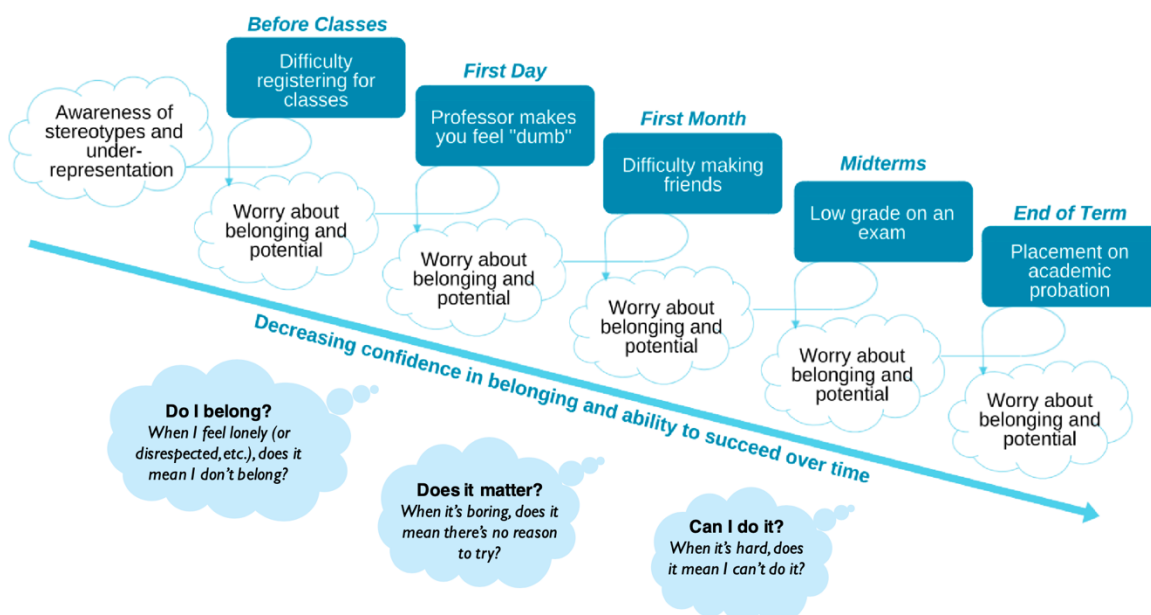 Before Classes
Difficulty
registering for
classes
First Day
Professor makes
you feel "dumb"
First Month
Difficulty making
friends
Midterms
Low grade on an
exam
End of Term
Placement on
academic
probation
Awareness of
stereotypes and
under-
representation
Worry about
belonging and
potential
Worry about
belonging and
potential
Worry about
belonging and
potential
Worry about
belonging and
potential
Worry about
belonging and
potential
Decreasing confidence in belonging and ability to succeed over time
Do I belong?
When I feel lonely (or
disrespected, etc.), does it
mean I don't belong?
Does it matter?
When it's boring, does it
mean there's no reason
to try?
Can I do it?
When it's hard, does
it mean I can't do it?